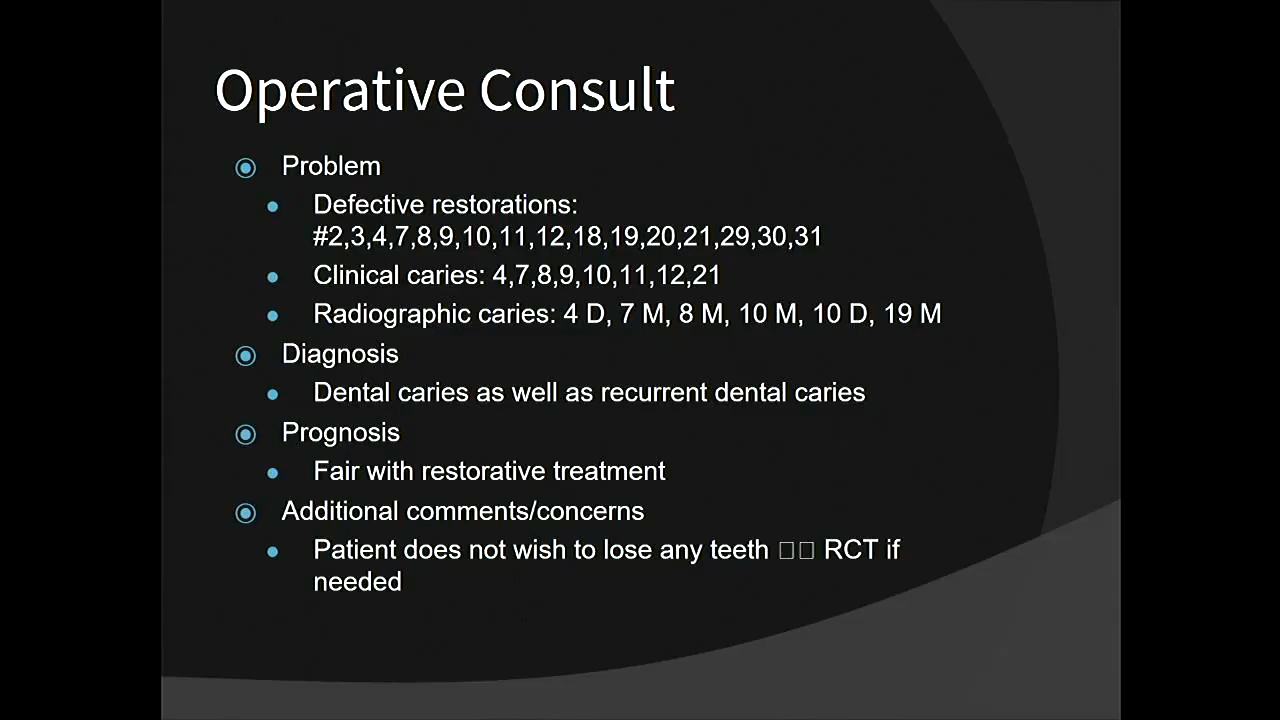 Operative Consult
Problem
Defective restorations:
#2,3,4,7,8,9,10,11,12,18,19,20,21,29,30,31
Clinical caries: 4,7,8,9,10,11,12,21
Radiographic caries: 4 D, 7 M, 8 M, 10 M, 10 D, 19 M
Diagnosis
Dental caries as well as recurrent dental caries
Prognosis
Fair with restorative treatment
Additional comments/concerns
Patient does not wish to lose any teeth □□ RCT if
needed